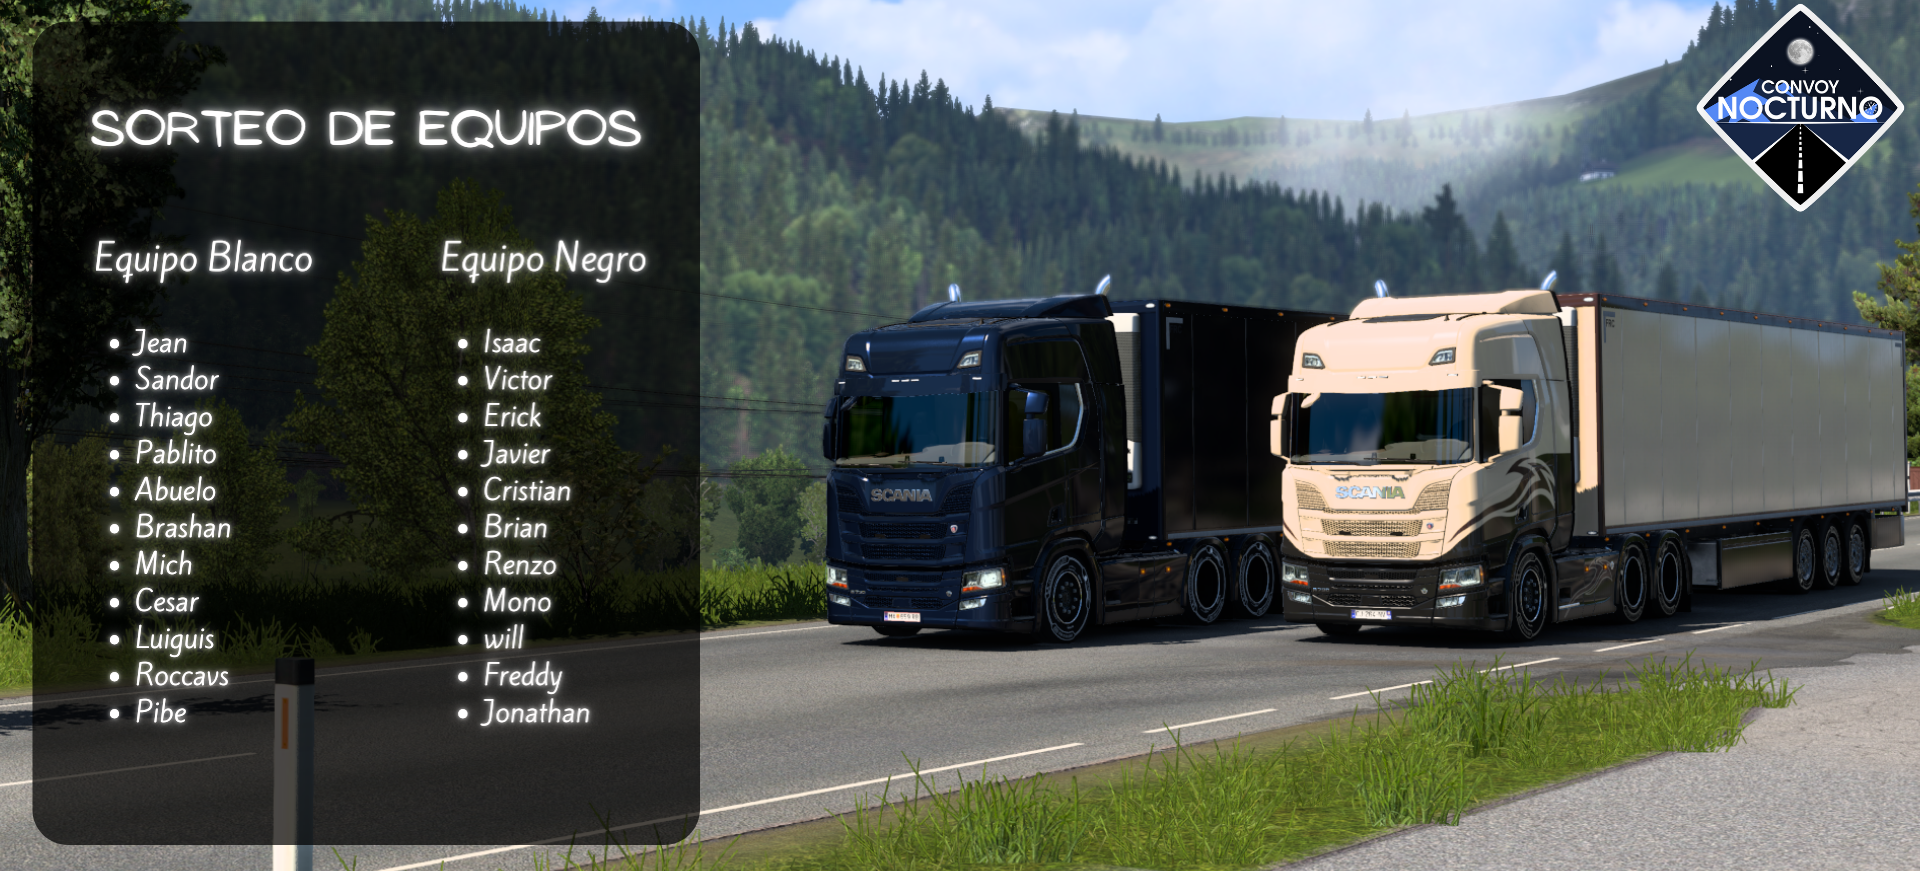 SORTEO DE EQUIPOS
Equipo Blanco
Jean
Sandor
Thiago
Pablito
Abuelo
Brashan
Mich
Cesar
Luiguis
Roccavs
Pibe
Equipo Negro
Isaac
Victor
Erick
Javier
Cristian
Brian
Renzo
Mono
will
Freddy
Jonathan
CONVOY
NOCTURNO
SCANIA
SCANIA